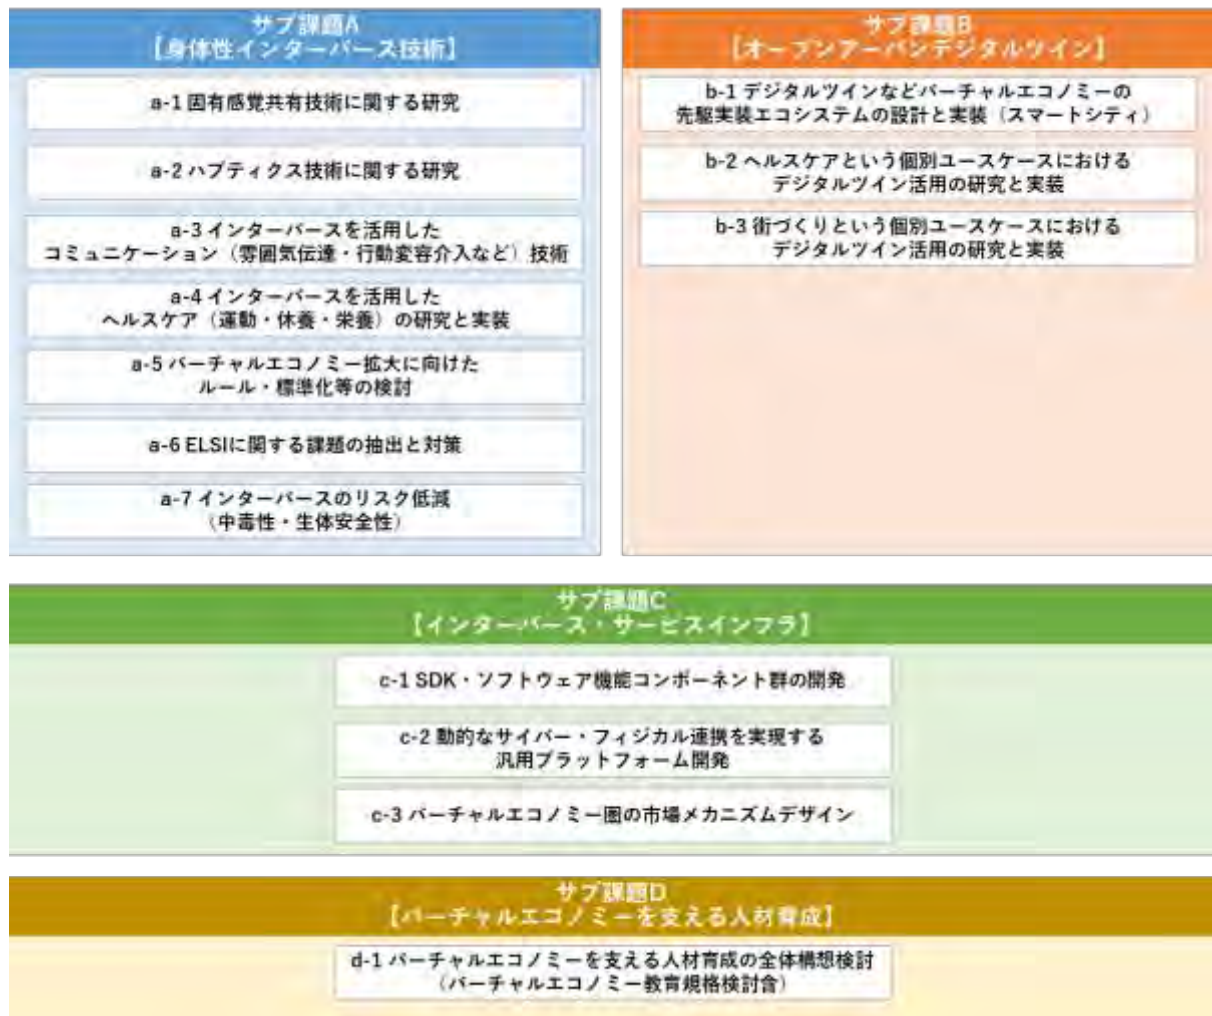 サブ課題A
【身体性インターバース技術】
a-1 固有感覚共有技術に関する研究
a-2 ハプティクス技術に関する研究
a-3 インターバースを活用した
コミュニケーション（雰囲気伝達・行動変容介入など）技術
a-4 インターバースを活用した
ヘルスケア（運動・休養・栄養）の研究と実装
a-5 バーチャルエコノミー拡大に向けた
ルール・標準化等の検討
a-6 ELSIに関する課題の抽出と対策
a-7 インターバースのリスク低減
（中毒性・生体安全性）
サブ課題B
【オープンアーバンデジタルツイン】
b-1 デジタルツインなどバーチャルエコノミーの
先駆実装エコシステムの設計と実装（スマートシティ）
b-2 ヘルスケアという個別ユースケースにおける
デジタルツイン活用の研究と実装
b-3 街づくりという個別ユースケースにおける
デジタルツイン活用の研究と実装
サブ課題C
【インターバース・サービスインフラ】
c-1 SDK・ソフトウェア機能コンポーネント群の開発
c-2 動的なサイバー・フィジカル連携を実現する
汎用プラットフォーム開発
c-3 バーチャルエコノミー圏の市場メカニズムデザイン
サブ課題D
【バーチャルエコノミーを支える人材育成】
d-1 バーチャルエコノミーを支える人材育成の全体構想検討
（バーチャルエコノミー教育規格検討含）